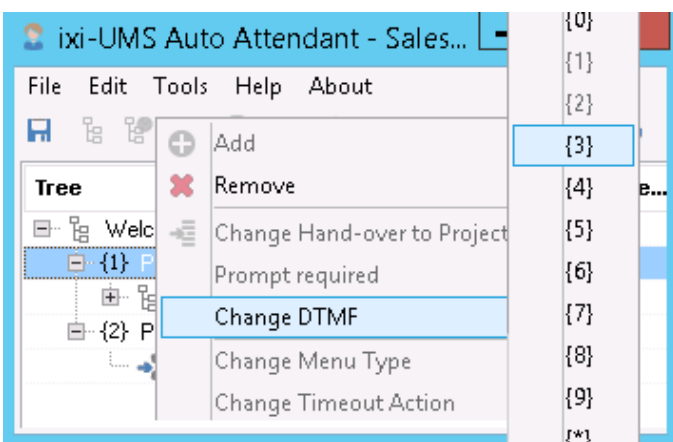 ixi-UMS Auto Attendant - Sales...
File Edit Tools Help About
Tree
Welc
{1} P
{2} P
Add
Remove
Change Hand-over to Project
Prompt required
Change DTMF
Change Menu Type
Change Timeout Action
{0}
{1}
{2}
{3}
{4}
{5}
{6}
{7}
{8}
{9}
{*}
e...